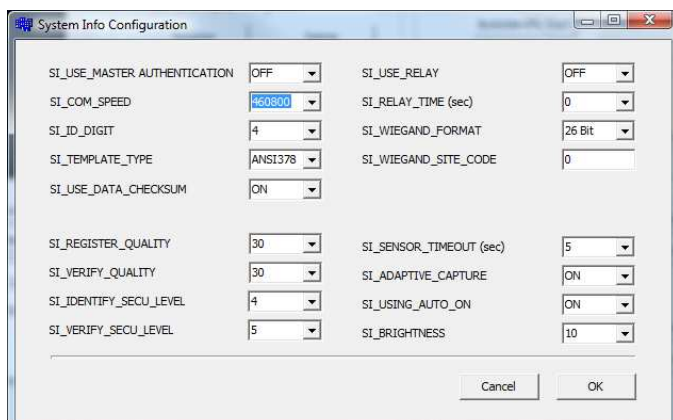 System Info Configuration
SI_USE_MASTER AUTHENTICATION OFF SI_USE_RELAY OFF
SI_COM_SPEED 460800 SI_RELAY_TIME (sec) 0
SI_ID_DIGIT 4 SI_WIEGAND_FORMAT 26 Bit
SI_TEMPLATE_TYPE ANSI378 SI_WIEGAND_SITE_CODE 0
SI_USE_DATA_CHECKSUM ON
SI_REGISTER_QUALITY 30 SI_SENSOR_TIMEOUT (sec) 5
SI_VERIFY_QUALITY 30 SI_ADAPTIVE_CAPTURE ON
SI_IDENTIFY_SECU_LEVEL 4 SI_USING_AUTO_ON ON
SI_VERIFY_SECU_LEVEL 5 SI_BRIGHTNESS 10
Cancel OK